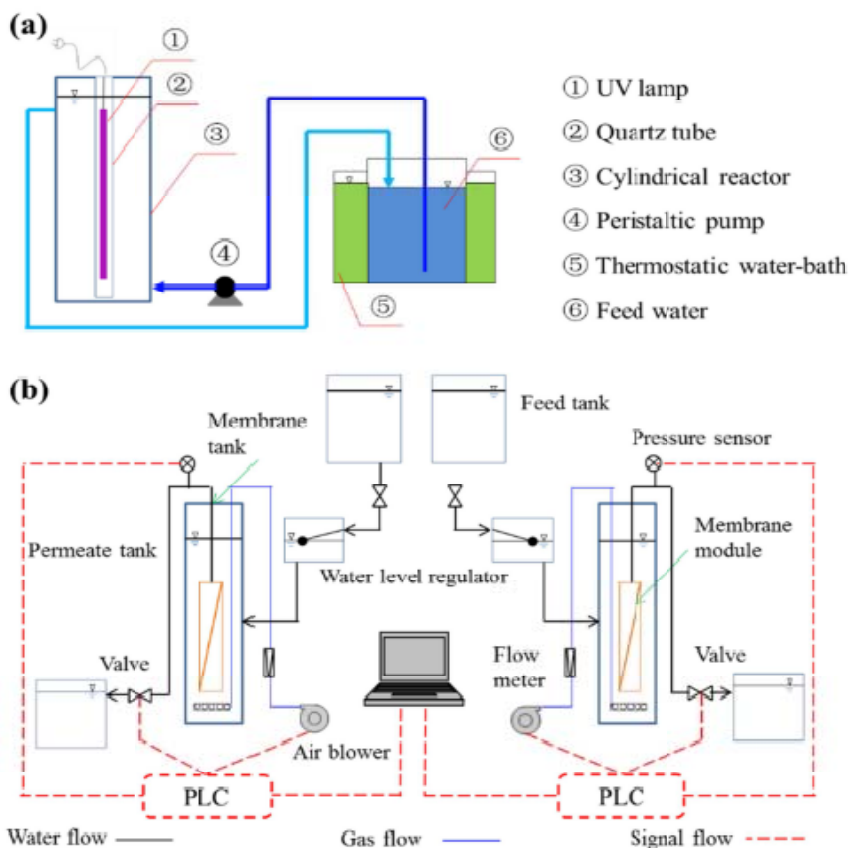 (a)
①
②
③
④
⑤
⑥
① UV lamp
② Quartz tube
③ Cylindrical reactor
④ Peristaltic pump
⑤ Thermostatic water-bath
⑥ Feed water
(b)
Membrane
tank
Feed tank
Pressure sensor
Permeate tank
Water level regulator
Membrane
module
Valve
Flow
meter
Valve
Air blower
PLC
PLC
Water flow
Gas flow
Signal flow